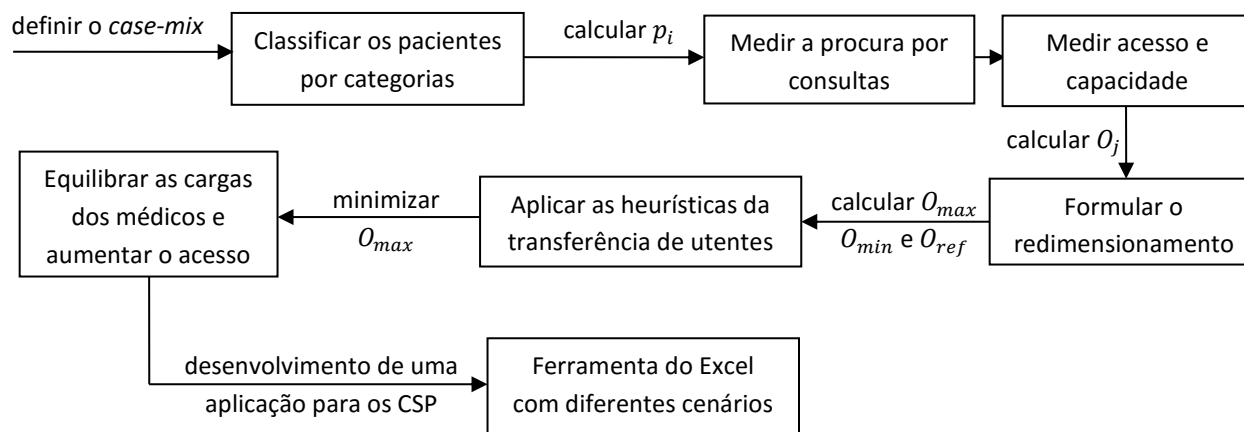 definir o case-mix
Classificar os pacientes
por categorias
calcular p_i
Medir a procura por
consultas
Medir acesso e
capacidade
calcular O_j
Formular o
redimensionamento
calcular O_max
O_min e O_ref
Aplicar as heurísticas da
transferência de utentes
minimizar
O_max
Equilibrar as cargas
dos médicos e
aumentar o acesso
desenvolvimento de uma
aplicação para os CSP
Ferramenta do Excel
com diferentes cenários